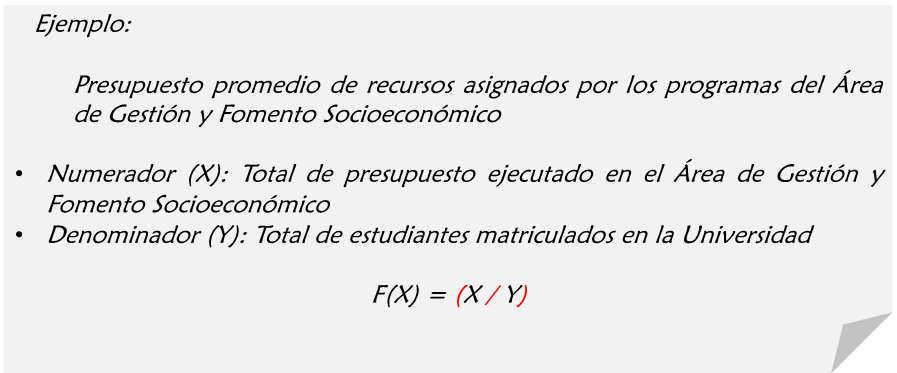 Ejemplo:
Presupuesto promedio de recursos asignados por los programas del Área
de Gestión y Fomento Socioeconómico
• Numerador (X): Total de presupuesto ejecutado en el Área de Gestión y
Fomento Socioeconómico
• Denominador (Y): Total de estudiantes matriculados en la Universidad
F(X) = (X / Y)